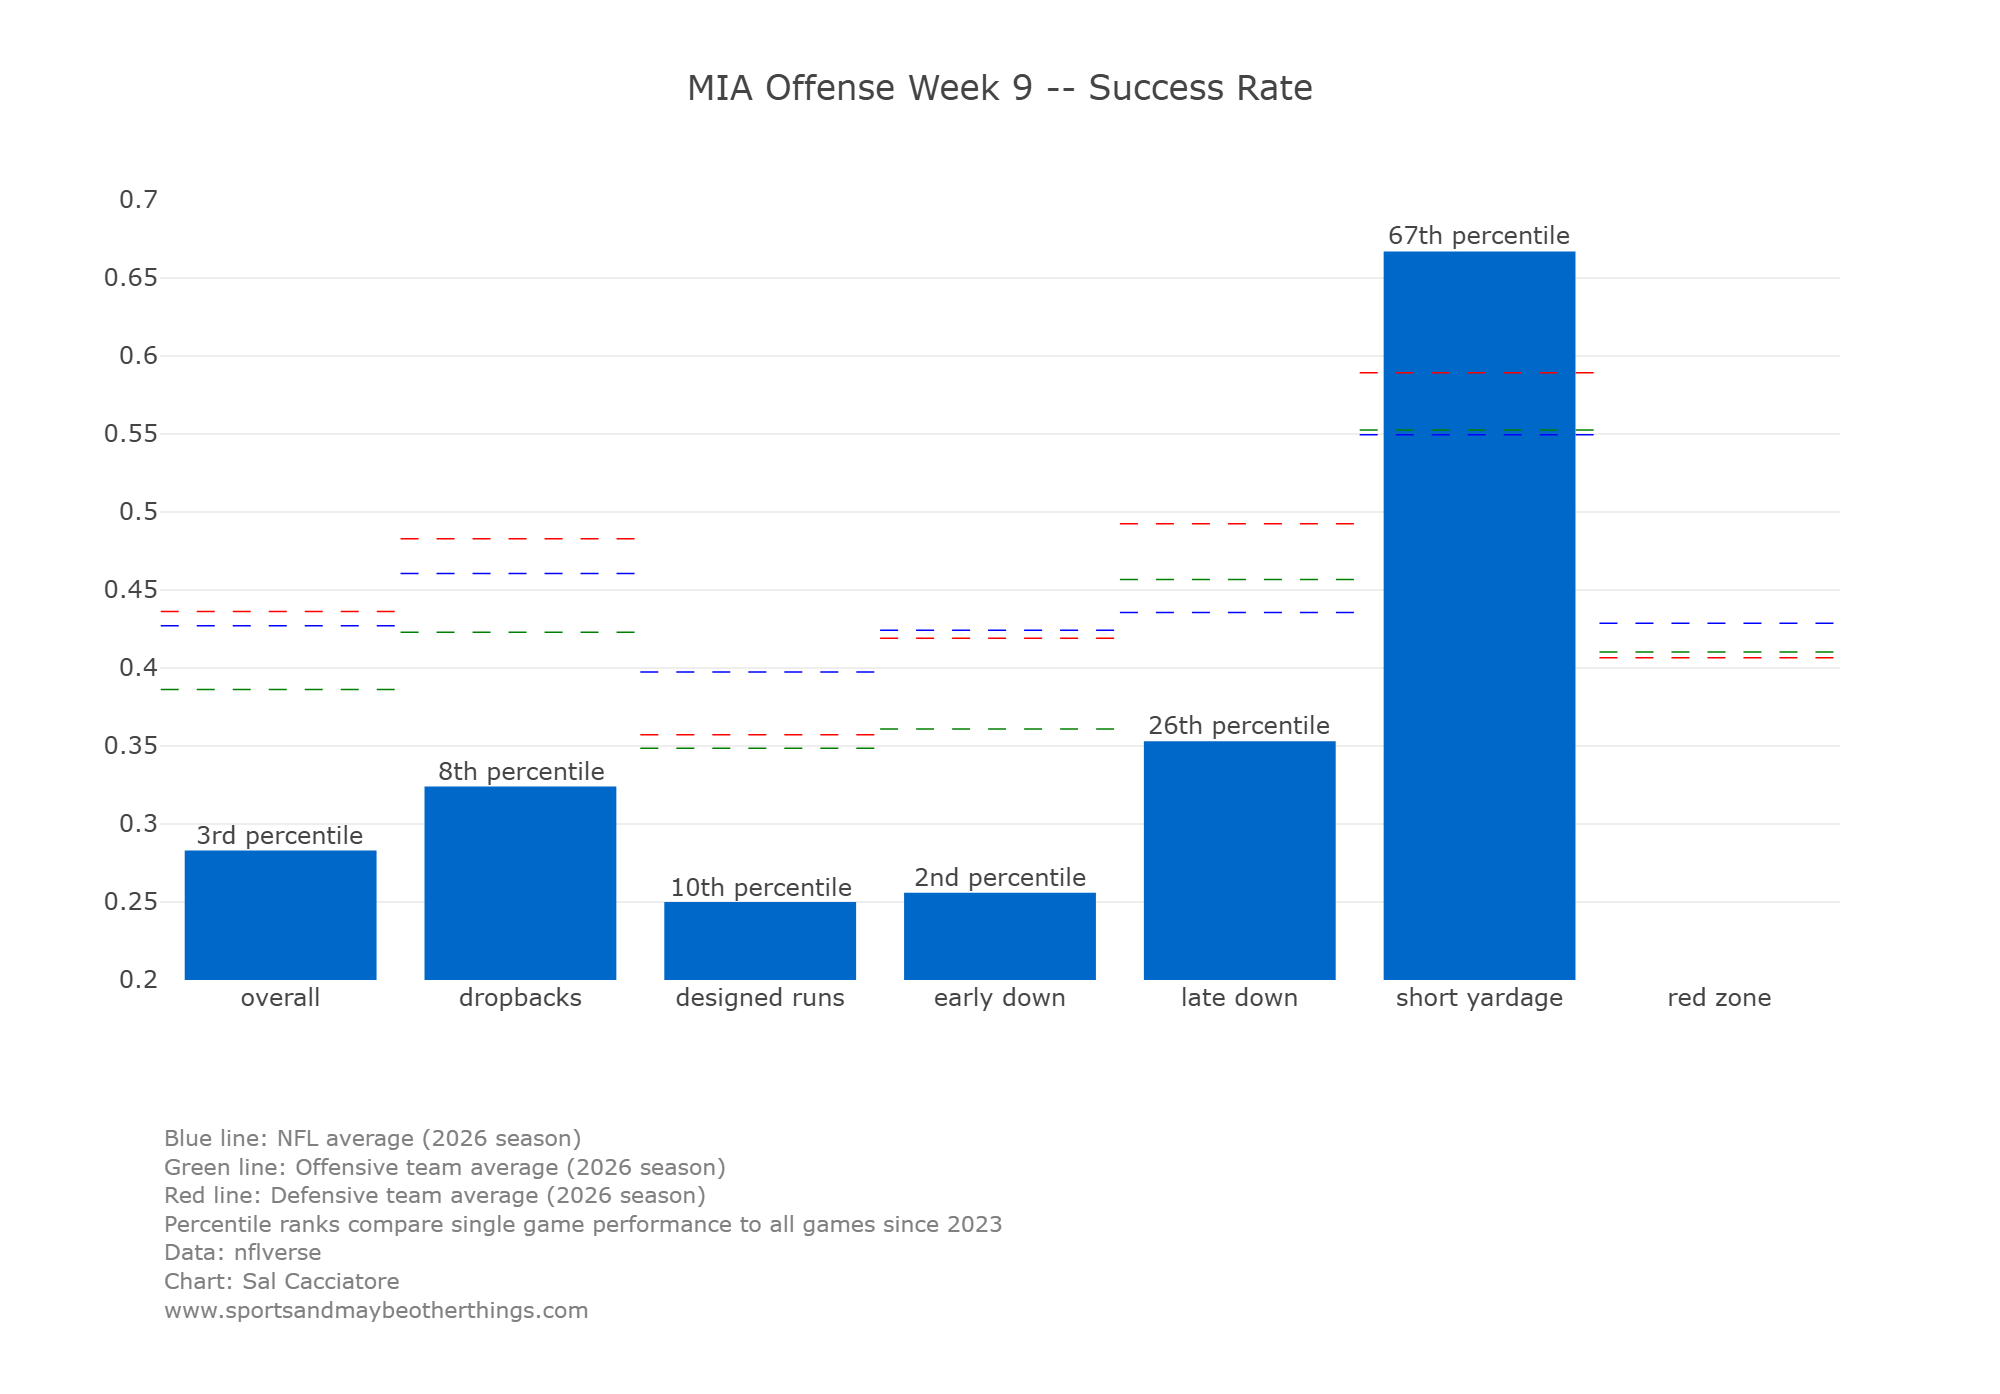 MIA Offense Week 9 -- Success Rate
0.7
67th percentile
0.65
0.6
0.55
0.5
0.45
0.4
0.35
26th percentile
8th percentile
0.3
3rd percentile
2nd percentile
10th percentile
0.25
0.2
overall dropbacks designed runs early down late down short yardage red zone
Blue line: NFL average (2026 season)
Green line: Offensive team average (2026 season)
Red line: Defensive team average (2026 season)
Percentile ranks compare single game performance to all games since 2023
Data: nflverse
Chart: Sal Cacciatore
www.sportsandmaybeotherthings.com